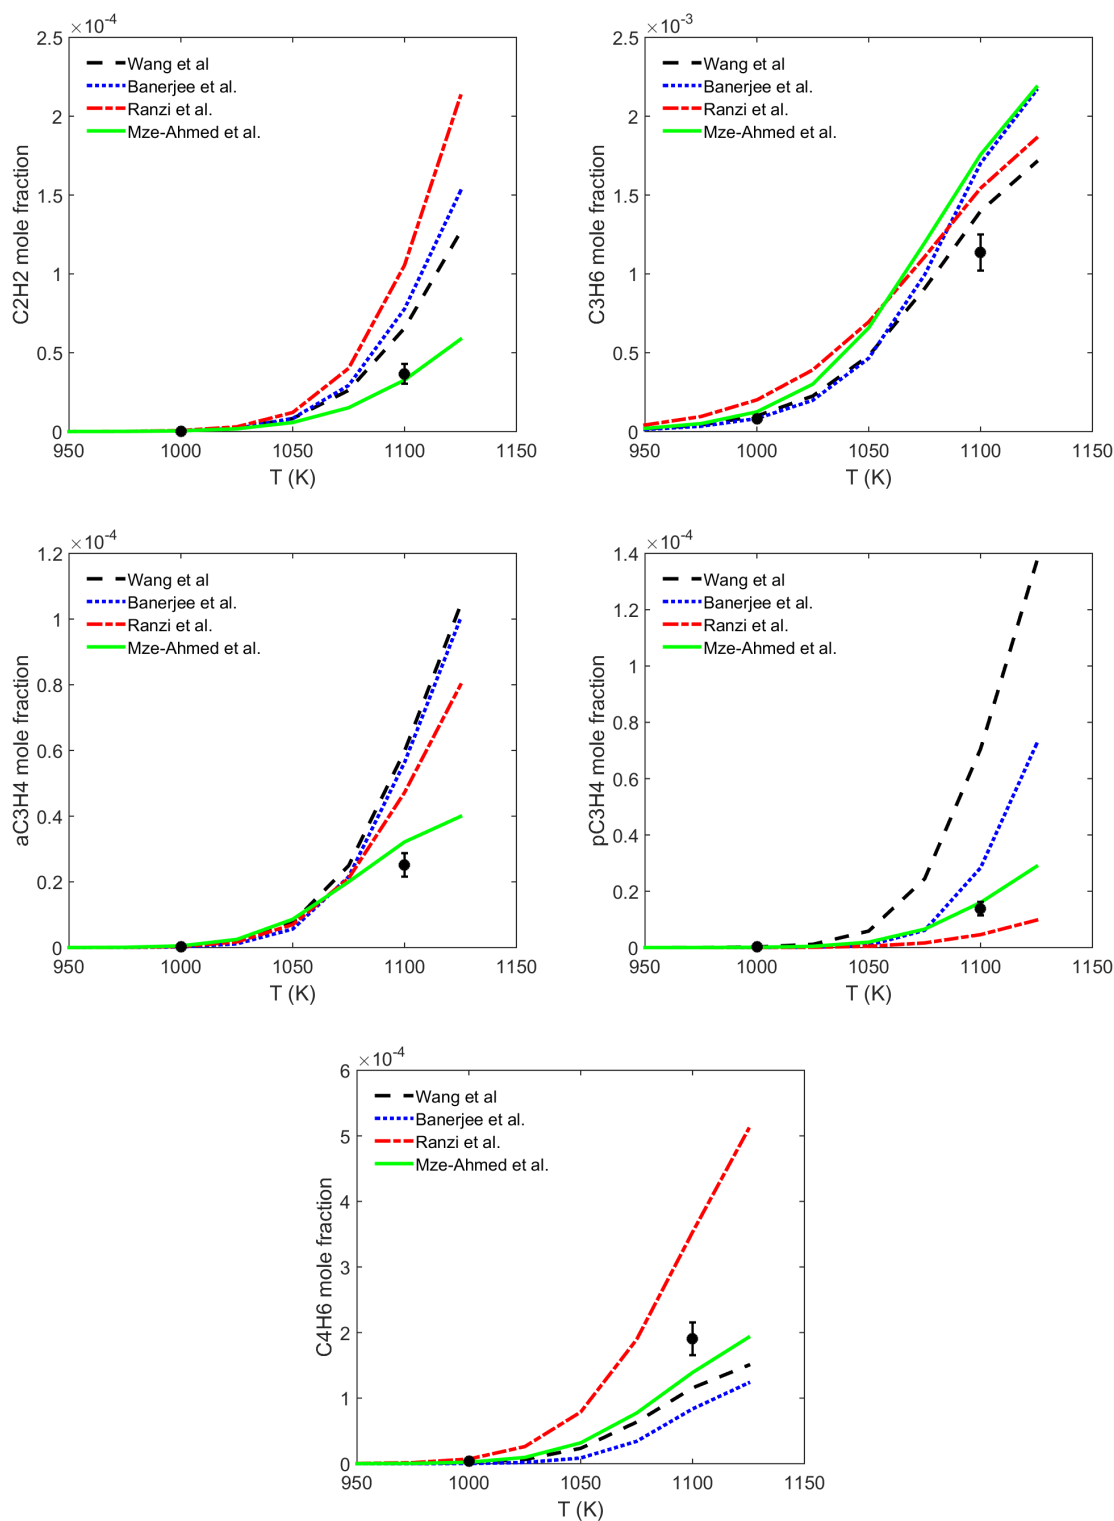 ×10-4
2.5
2
1.5
1
0.5
0
950
1000
1050
1100
1150
T (K)
C2H2 mole fraction
Wang et al
Banerjee et al.
Ranzi et al.
Mze-Ahmed et al.
×10-3
2.5
2
1.5
1
0.5
0
950
1000
1050
1100
1150
T (K)
C3H6 mole fraction
Wang et al
Banerjee et al.
Ranzi et al.
Mze-Ahmed et al.
×10-4
1.2
1
0.8
0.6
0.4
0.2
0
950
1000
1050
1100
1150
T (K)
aC3H4 mole fraction
Wang et al
Banerjee et al.
Ranzi et al.
Mze-Ahmed et al.
×10-4
1.4
1.2
1
0.8
0.6
0.4
0.2
0
950
1000
1050
1100
1150
T (K)
pC3H4 mole fraction
Wang et al
Banerjee et al.
Ranzi et al.
Mze-Ahmed et al.
×10-4
6
5
4
3
2
1
0
950
1000
1050
1100
1150
T (K)
C4H6 mole fraction
Wang et al
Banerjee et al.
Ranzi et al.
Mze-Ahmed et al.